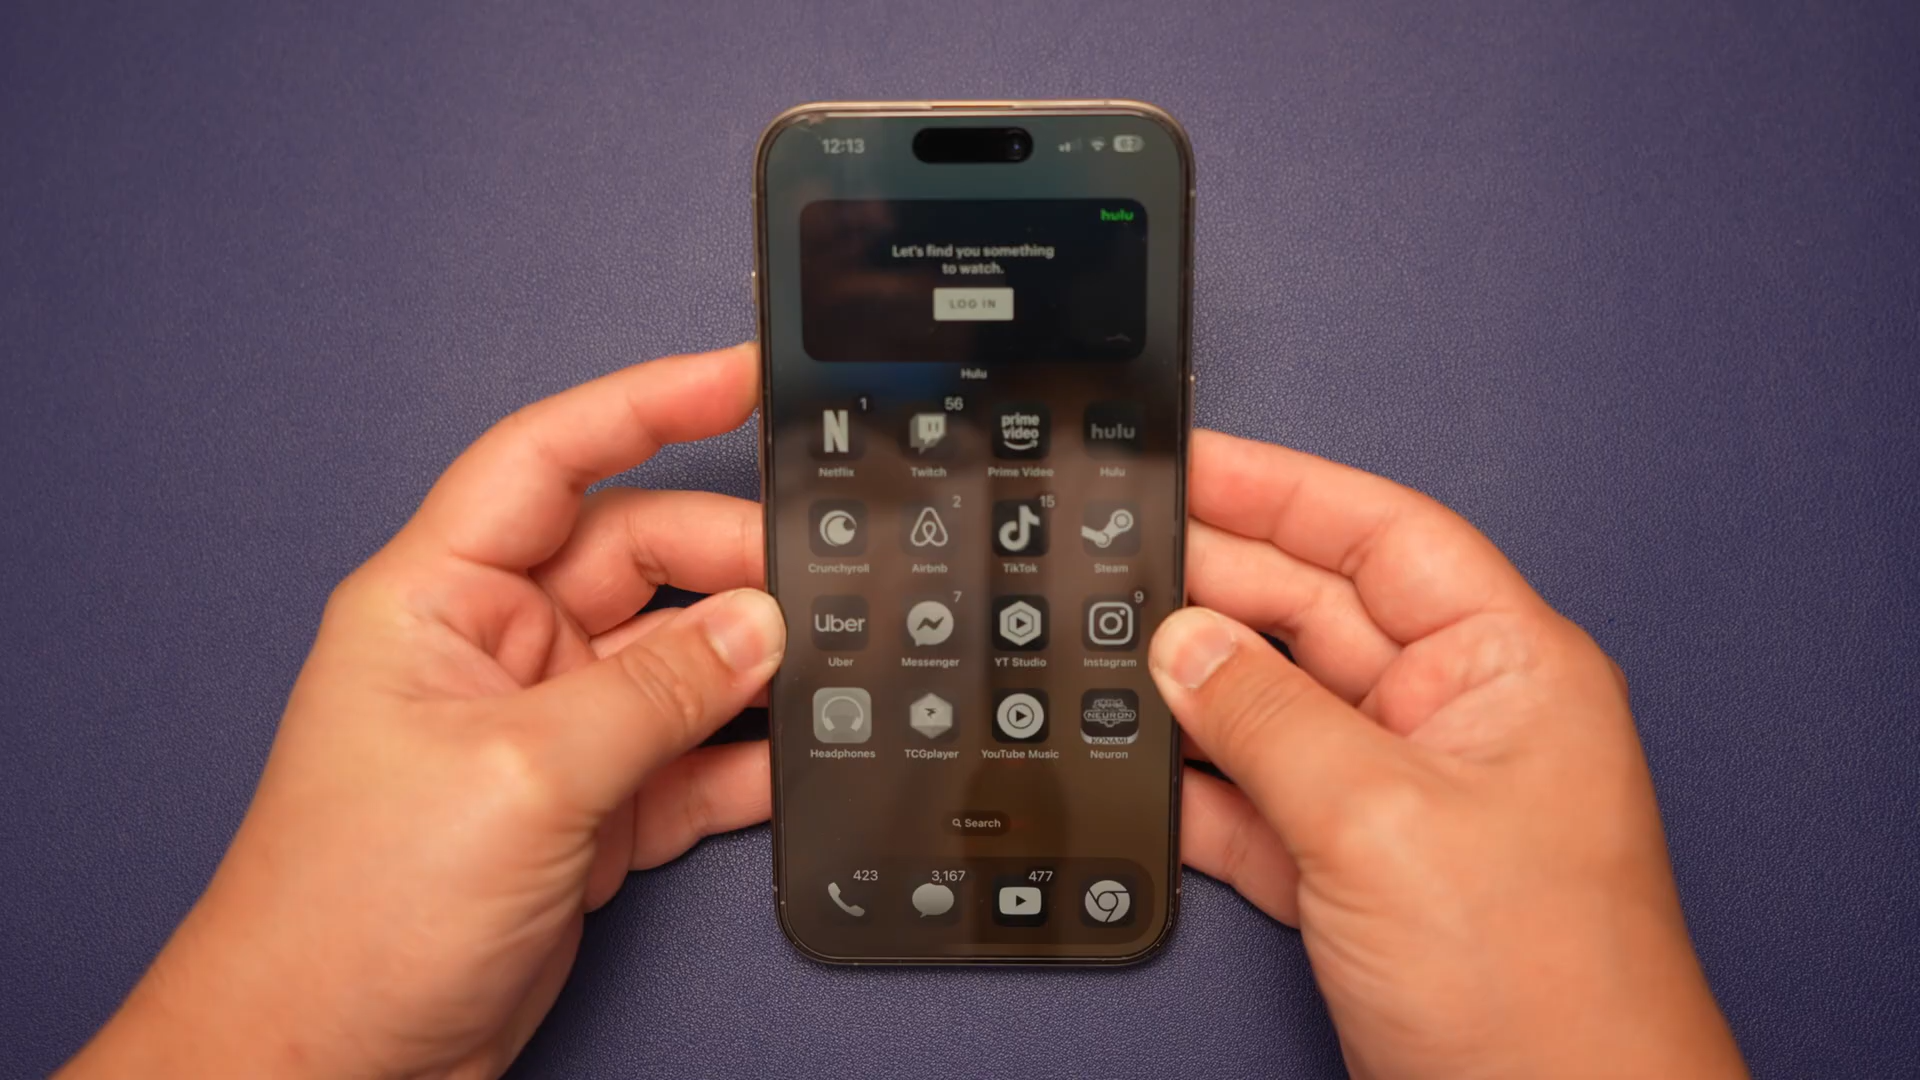 12:13
hulu
Let's find you something
to watch.
LOG IN
Hulu
1
56
prime
video
hulu
Netflix
Twitch
Prime Video
Hulu
2
15
Crunchyroll
Airbnb
TikTok
Steam
7
9
Uber
Uber
Messenger
YT Studio
Instagram
NEURON
KONAMI
Headphones
TCGplayer
YouTube Music
Neuron
Search
423
3,167
477